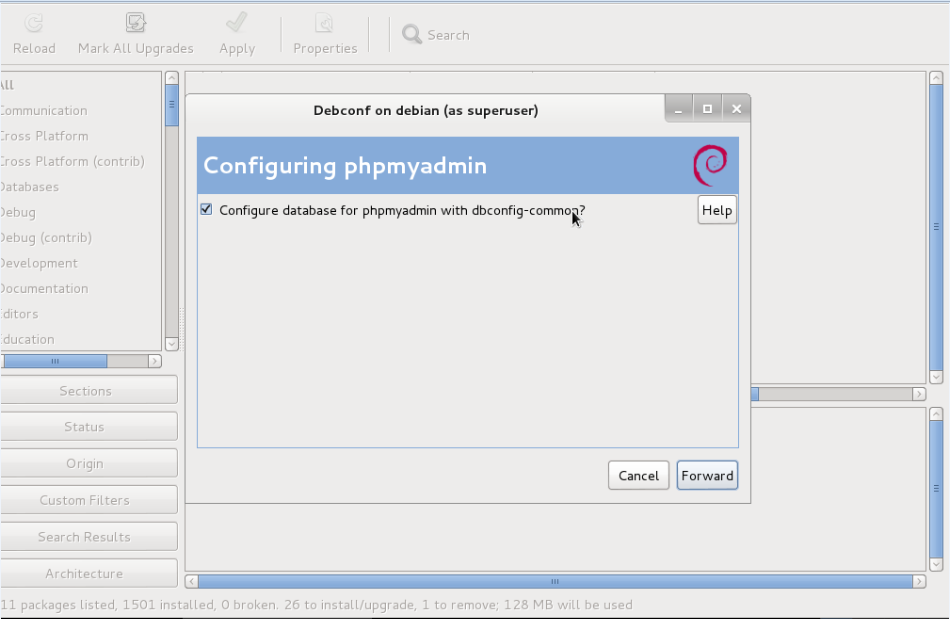 Reload Mark All Upgrades Apply Properties Search
All
Communication
Cross Platform
Cross Platform (contrib)
Databases
Debug
Debug (contrib)
Development
Documentation
Editors
Education
Sections
Status
Origin
Custom Filters
Search Results
Architecture
Debconf on debian (as superuser)
Configuring phpmyadmin
Configure database for phpmyadmin with dbconfig-common?
Help
Cancel Forward
11 packages listed, 1501 installed, 0 broken. 26 to install/upgrade, 1 to remove; 128 MB will be used